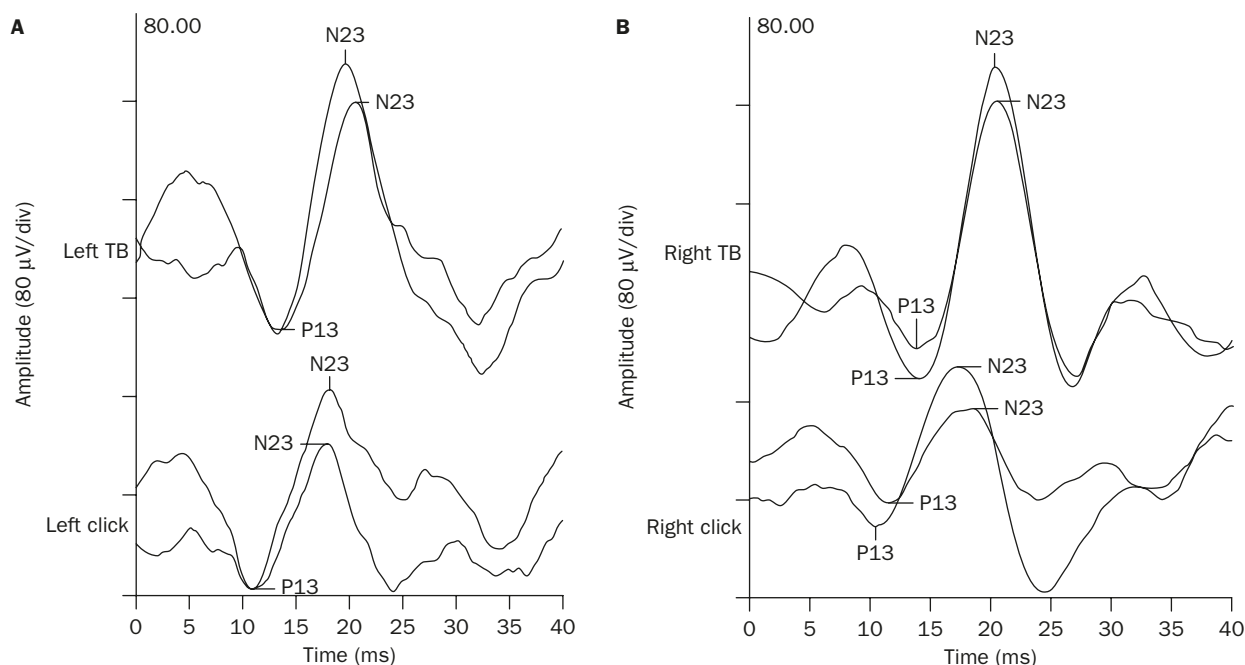 A
80.00
N23
N23
Left TB
P13
N23
N23
Left click
P13
Amplitude (80 μV/div)
0 5 10 15 20 25 30 35 40
Time (ms)
B
80.00
N23
N23
Right TB
P13
P13
N23
N23
P13
Right click
P13
Amplitude (80 μV/div)
0 5 10 15 20 25 30 35 40
Time (ms)